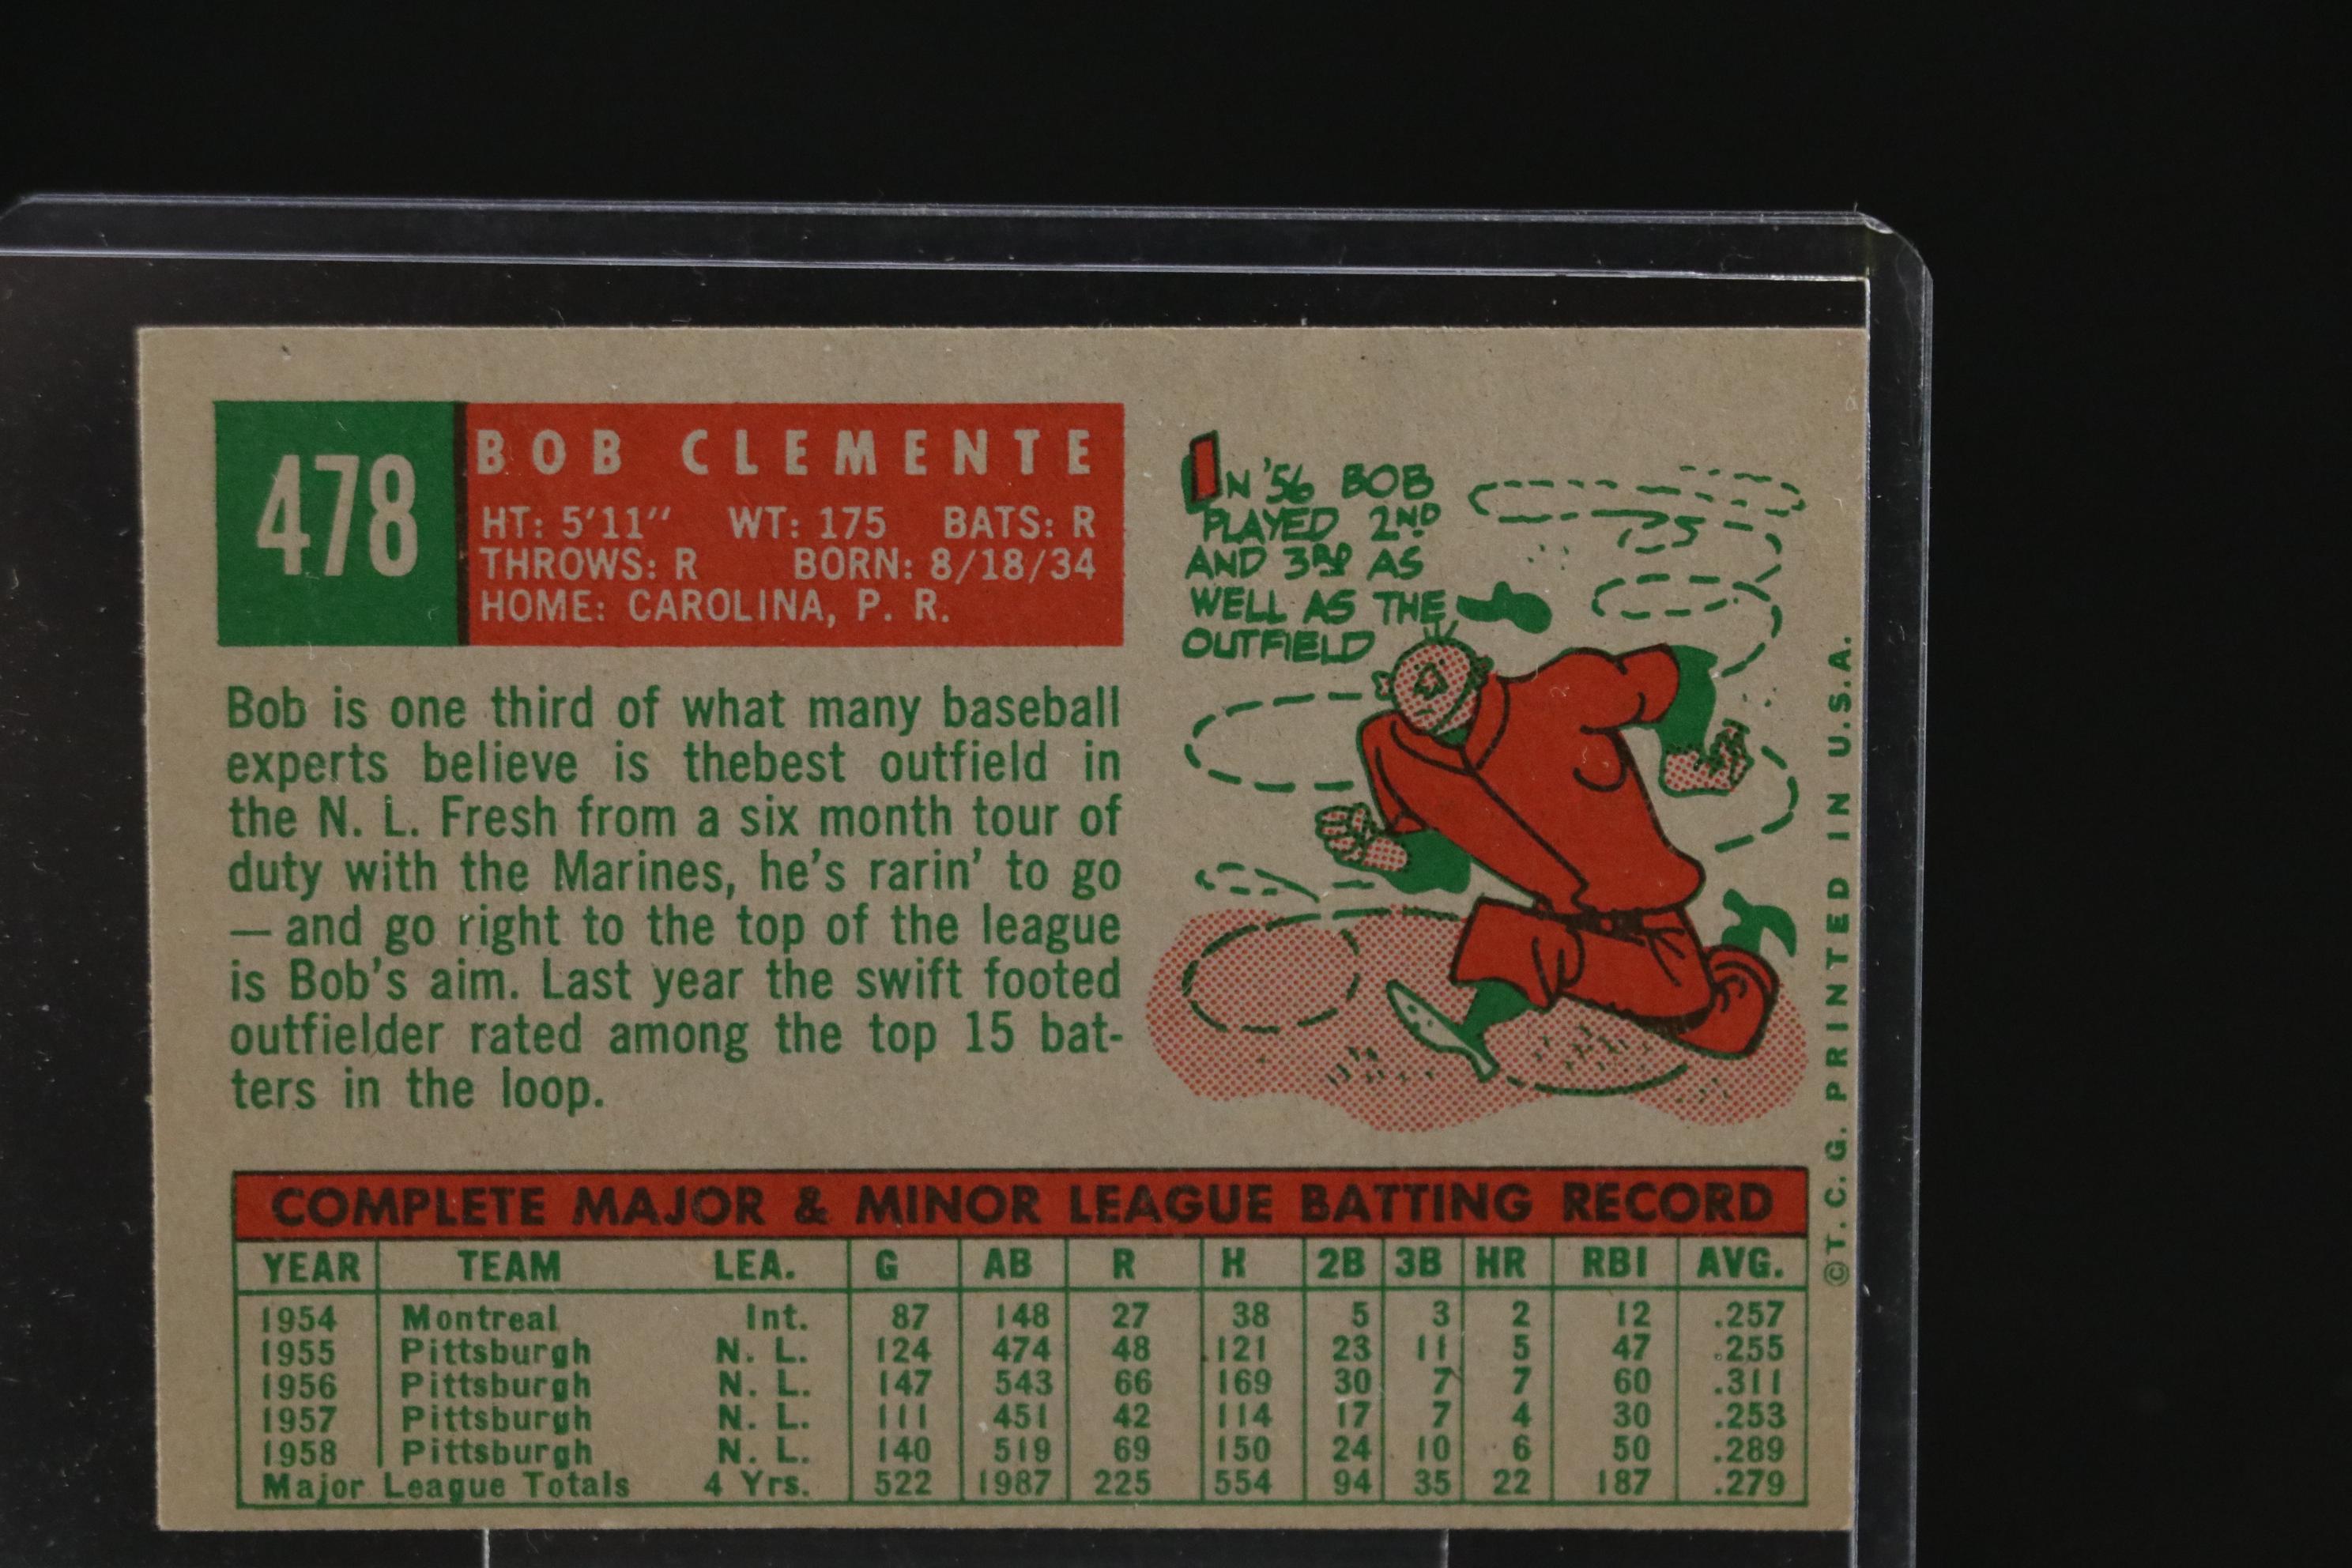 478
BOB CLEMENTE
HT: 5'11" WT: 175 BATS: R
THROWS: R BORN: 8/18/34
HOME: CAROLINA, P. R.
IN '56 BOB
PLAYED 2ND
AND 3RD AS
WELL AS THE
OUTFIELD
Bob is one third of what many baseball
experts believe is thebest outfield in
the N. L. Fresh from a six month tour of
duty with the Marines, he's rarin' to go
— and go right to the top of the league
is Bob's aim. Last year the swift footed
outfielder rated among the top 15 bat-
ters in the loop.
COMPLETE MAJOR & MINOR LEAGUE BATTING RECORD
YEAR TEAM LEA. G AB R H 2B 3B HR RBI AVG.
1954 Montreal Int. 87 148 27 38 5 3 2 12 .257
1955 Pittsburgh N. L. 124 474 48 121 23 11 5 47 .255
1956 Pittsburgh N. L. 147 543 66 169 30 7 7 60 .311
1957 Pittsburgh N. L. 111 451 42 114 17 7 4 30 .253
1958 Pittsburgh N. L. 140 519 69 150 24 10 6 50 .289
Major League Totals 4 Yrs. 522 1987 225 554 94 35 22 187 .279
©T. C. G. PRINTED IN U.S.A.